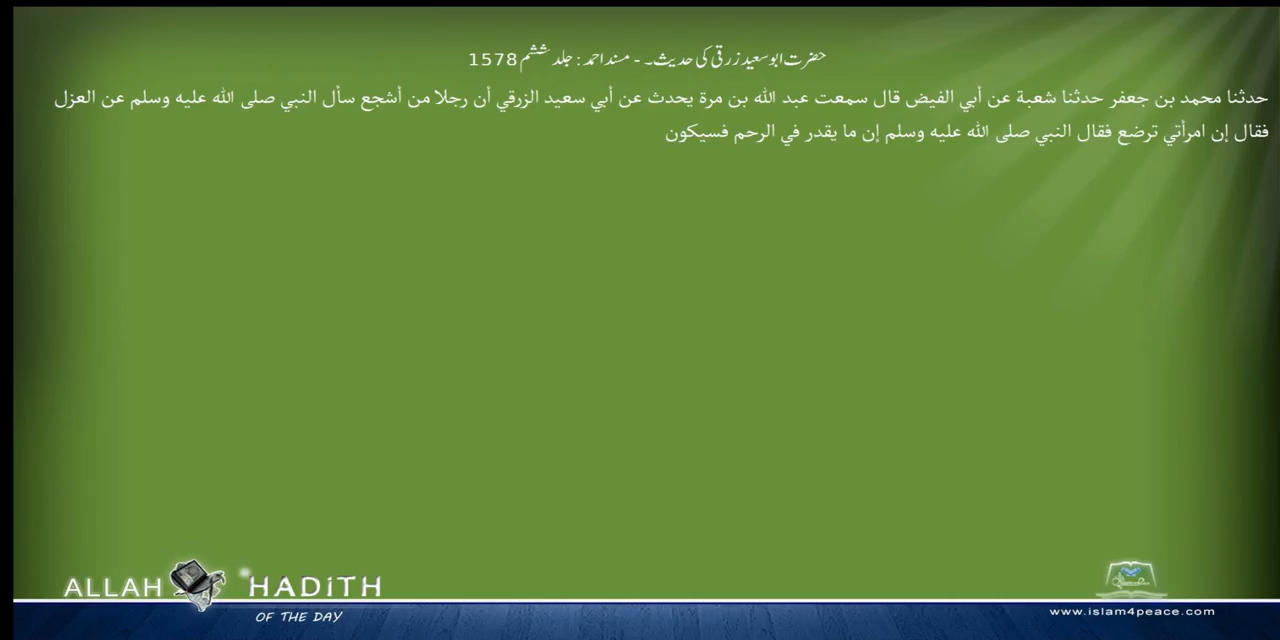 حضرت ابوسعید زرقی کی حدیث۔ - مسند احمد : جلد ششم 1578
حدثنا محمد بن جعفر حدثنا شعبة عن أبي الفيض قال سمعت عبد الله بن مرة يحدث عن أبي سعيد الزرقي أن رجلا من أشجع سأل النبي صلى الله عليه وسلم عن العزل
فقال إن امرأتي ترضع فقال النبي صلى الله عليه وسلم إن ما يقدر في الرحم فسيكون
ALLAH HADITH
OF THE DAY
www.islam4peace.com